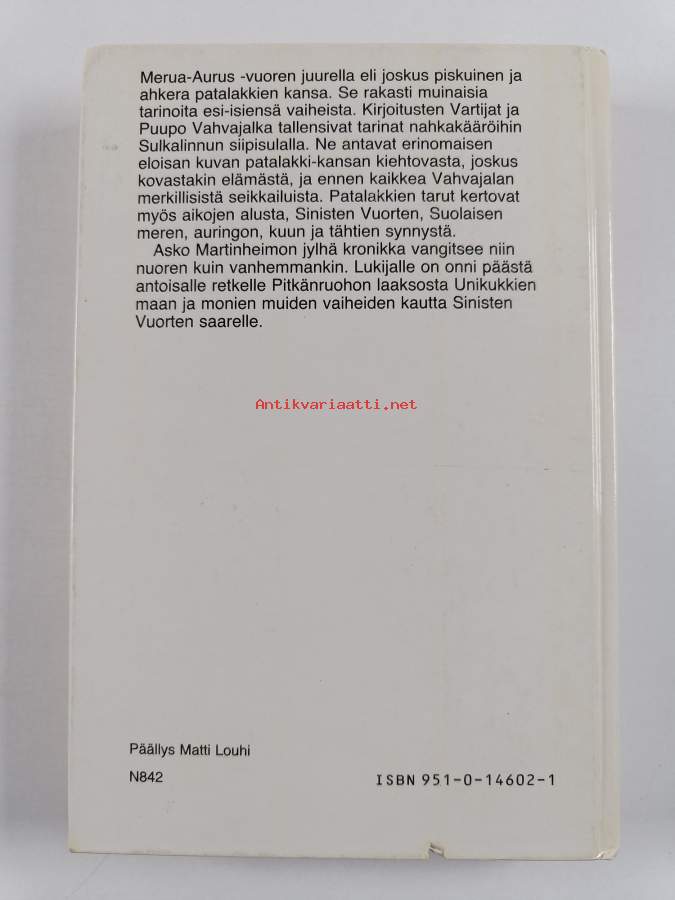 Merua-Aurus -vuoren juurella eli joskus piskuinen ja
ahkera patalakkien kansa. Se rakasti muinaisia
tarinoita esi-isiensä vaiheista. Kirjoitusten Vartijat ja
Puupo Vahvajalka tallensivat tarinat nahkakääröihin
Sulkalinnun siipisulalla. Ne antavat erinomaisen
eloisan kuvan patalakki-kansan kiehtovasta, joskus
kovastakin elämästä, ja ennen kaikkea Vahvajalan
merkillisistä seikkailuista. Patalakkien tarut kertovat
myös aikojen alusta, Sinisten Vuorten, Suolaisen
meren, auringon, kuun ja tähtien synnystä.
Asko Martinheimon jylhä kronikka vangitsee niin
nuoren kuin vanhemmankin. Lukijalle on onni päästä
antoisalle retkelle Pitkänruohon laaksosta Unikukkien
maan ja monien muiden vaiheiden kautta Sinisten
Vuorten saarelle.
Antikvariaatti.net
Päällys Matti Louhi
N842
ISBN 951-0-14602-1